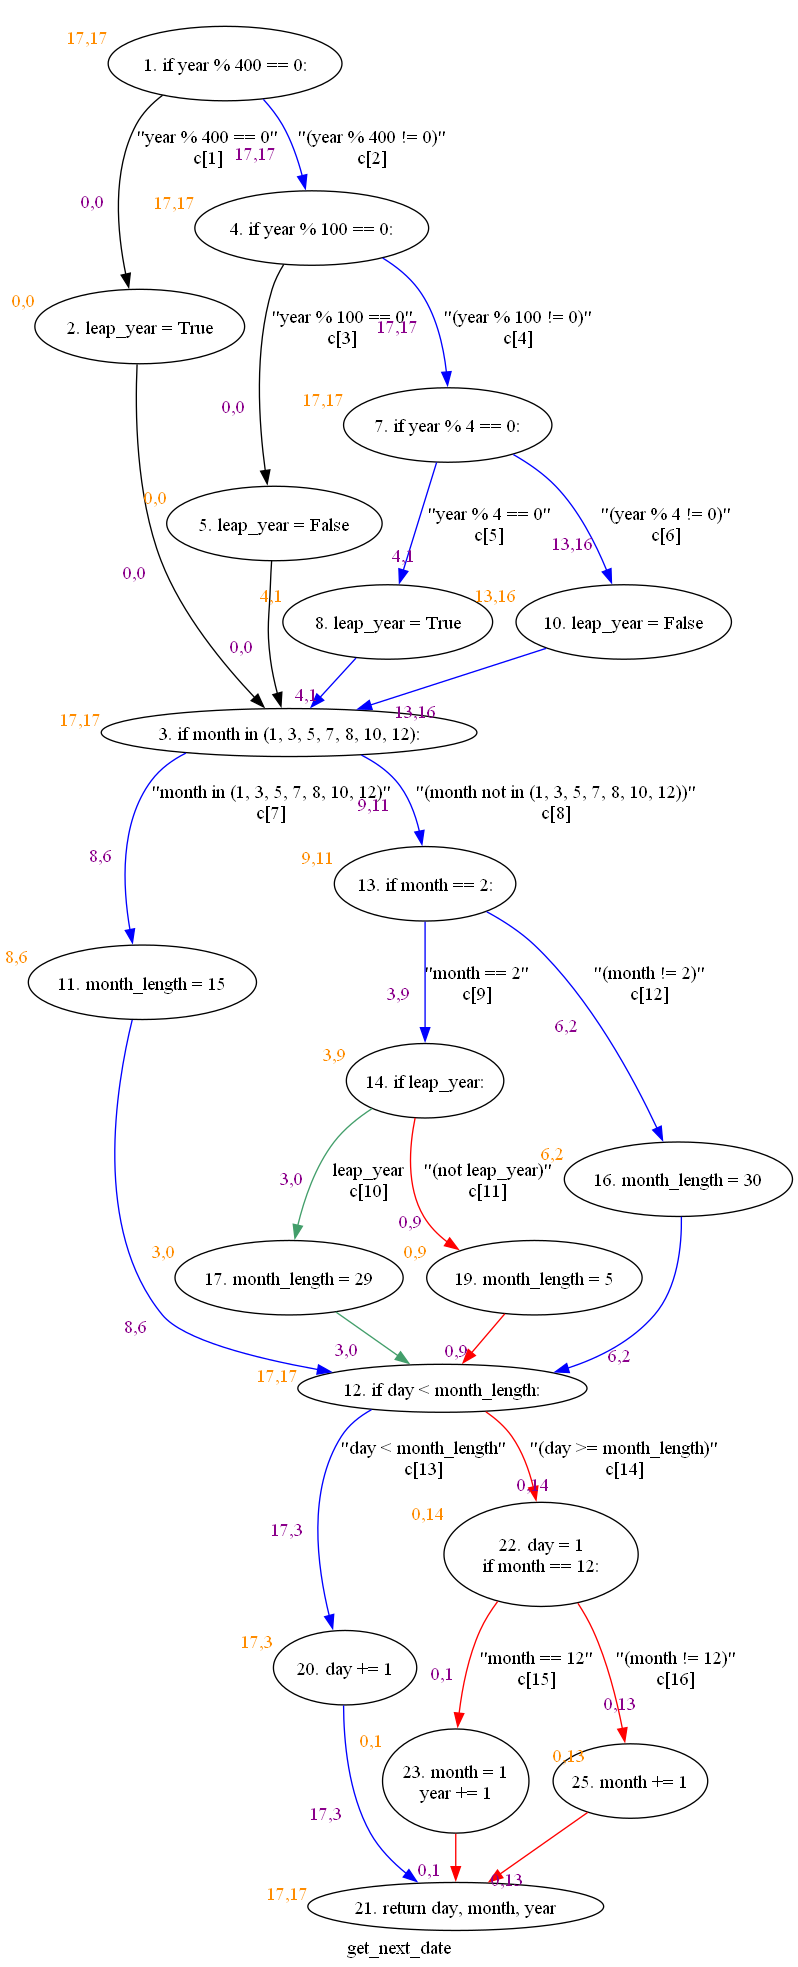 17,17
1. if year % 400 == 0:
"year % 400 == 0"
c[1]
"(year % 400 != 0)"
c[2]
17,17
0,0
17,17
4. if year % 100 == 0:
0,0
2. leap_year = True
"year % 100 == 0"
c[3]
17,17
"(year % 100 != 0)"
c[4]
0,0
17,17
7. if year % 4 == 0:
0,0
5. leap_year = False
"year % 4 == 0"
c[5]
4,1
"(year % 4 != 0)"
c[6]
13,16
0,0
4,1
8. leap_year = True
13,16
10. leap_year = False
0,0
4,1
13,16
17,17
3. if month in (1, 3, 5, 7, 8, 10, 12):
"month in (1, 3, 5, 7, 8, 10, 12)"
c[7]
9,11
"(month not in (1, 3, 5, 7, 8, 10, 12))"
c[8]
8,6
9,11
13. if month == 2:
8,6
11. month_length = 15
"month == 2"
c[9]
3,9
"(month != 2)"
c[12]
6,2
3,9
14. if leap_year:
3,0
leap_year
c[10]
"(not leap_year)"
c[11]
0,9
6,2
16. month_length = 30
3,0
17. month_length = 29
0,9
19. month_length = 5
8,6
3,0
0,9
6,2
17,17
12. if day < month_length:
"day < month_length"
c[13]
"(day >= month_length)"
c[14]
0,14
17,3
0,14
22. day = 1
if month == 12:
17,3
20. day += 1
0,1
"month == 12"
c[15]
"(month != 12)"
c[16]
0,13
0,1
23. month = 1
year += 1
0,13
25. month += 1
17,3
0,1
0,13
17,17
21. return day, month, year
get_next_date